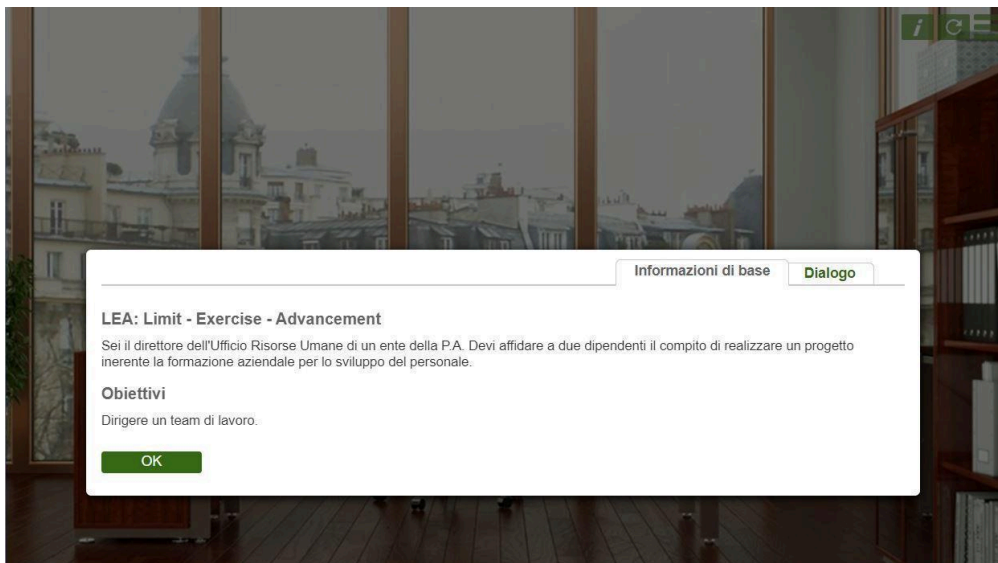 i
Informazioni di base
Dialogo
LEA: Limit - Exercise - Advancement
Sei il direttore dell'Ufficio Risorse Umane di un ente della P.A. Devi affidare a due dipendenti il compito di realizzare un progetto
inerente la formazione aziendale per lo sviluppo del personale.
Obiettivi
Dirigere un team di lavoro.
OK